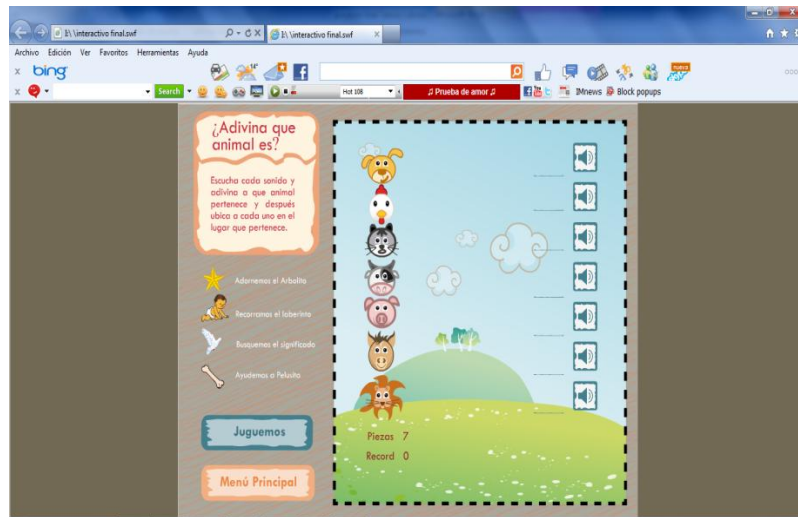 I:\ \interactivo final.swf
I:\ \interactivo final.swf
Archivo Edición Ver Favoritos Herramientas Ayuda
x bing
14°
nuevo
x Search Hot 108 ♫ Prueba de amor ♫ IMnews Block popups
¿Adivina que
animal es?
Escucha cada sonido y
adivina a que animal
pertenece y después
ubica a cada uno en el
lugar que pertenece.
Adornemos el Arbolito
Recorramos el laberinto
Busquemos el significado
Ayudemos a Pelusito
Juguemos
Menú Principal
Piezas 7
Record 0